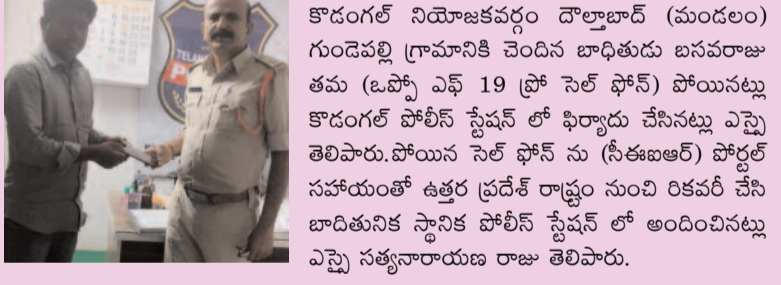 కొడంగల్ నియోజకవర్గం దౌల్తాబాద్ (మండలం)
గుండెపల్లి గ్రామానికి చెందిన బాధితుడు బసవరాజు
తమ (ఒప్పో ఎఫ్ 19 ప్రో సెల్ ఫోన్) పోయినట్లు
కొడంగల్ పోలీస్ స్టేషన్ లో ఫిర్యాదు చేసినట్లు ఎస్సై
తెలిపారు.పోయిన సెల్ ఫోన్ ను (సీఈఐఆర్) పోర్టల్
సహాయంతో ఉత్తర ప్రదేశ్ రాష్ట్రం నుంచి రికవరీ చేసి
బాదితునిక స్థానిక పోలీస్ స్టేషన్ లో అందించినట్లు
ఎస్సై సత్యనారాయణ రాజు తెలిపారు.